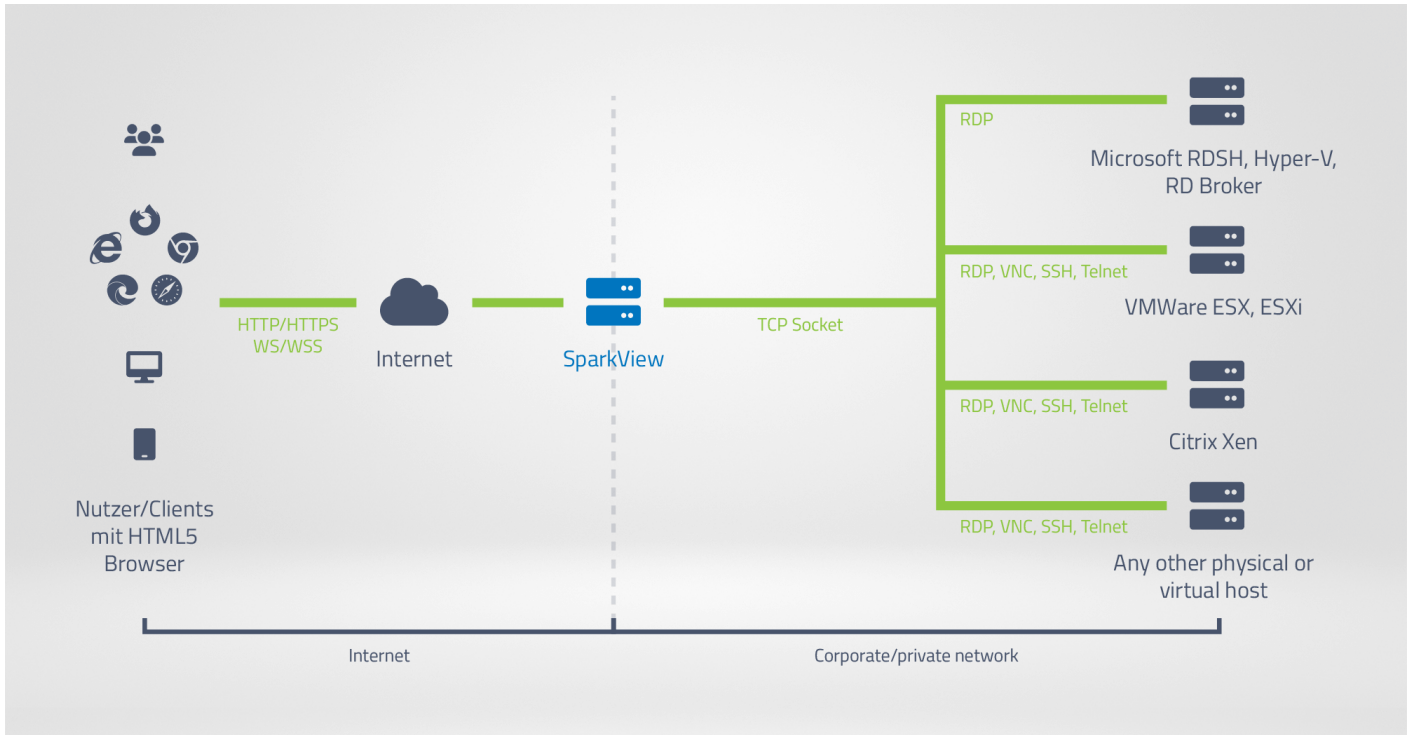 RDP
Microsoft RDSH, Hyper-V,
RD Broker
RDP, VNC, SSH, Telnet
VMWare ESX, ESXi
HTTP/HTTPS
WS/WSS
Internet
SparkView
TCP Socket
RDP, VNC, SSH, Telnet
Citrix Xen
Nutzer/Clients
mit HTML5
Browser
RDP, VNC, SSH, Telnet
Any other physical or
virtual host
Internet
Corporate/private network